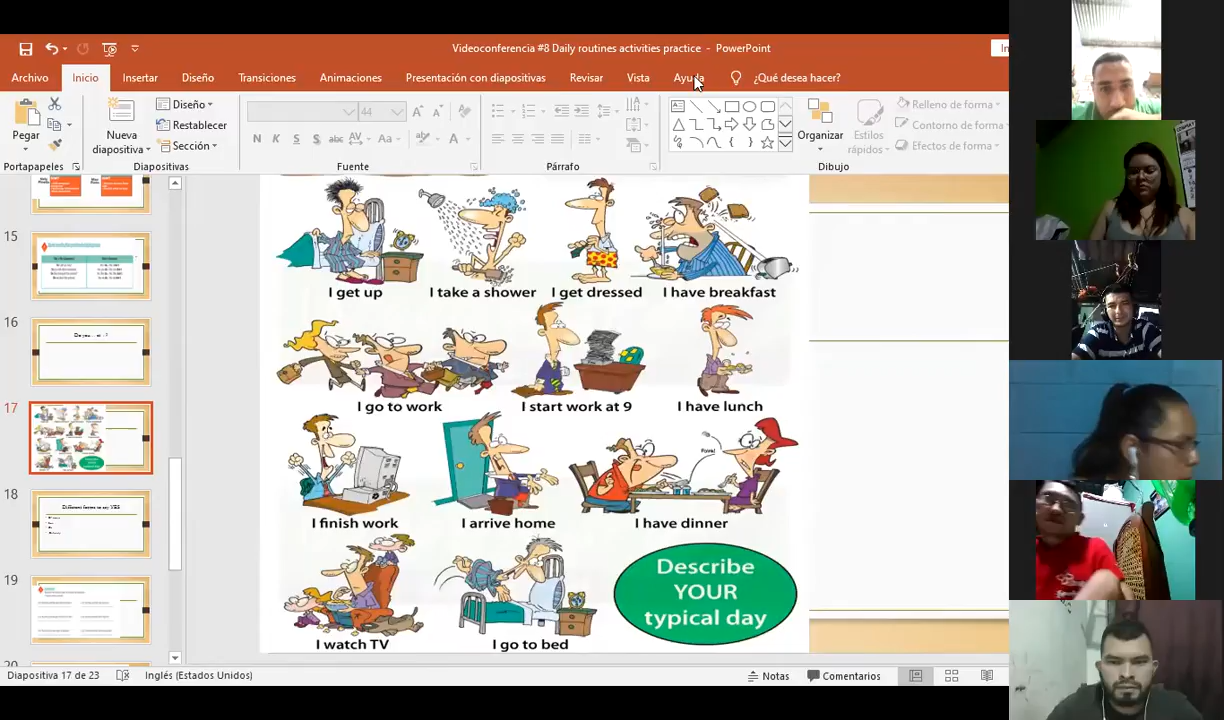 Videoconferencia #8 Daily routines activities practice - PowerPoint
Archivo Inicio Insertar Diseño Transiciones Animaciones Presentación con diapositivas Revisar Vista Ayuda ¿Qué desea hacer?
Pegar
Portapapeles
Nueva diapositiva
Diseño
Restablecer
Sección
Diapositivas
44
N K S S abc AV Aa A
Fuente
Párrafo
Organizar
Estilos rápidos
Relleno de forma
Contorno de forma
Efectos de forma
Dibujo
15
16
17
18
19
I get up I take a shower I get dressed I have breakfast
I go to work I start work at 9 I have lunch
I finish work I arrive home I have dinner
I watch TV I go to bed
Describe
YOUR
typical day
Diapositiva 17 de 23 Inglés (Estados Unidos) Notas Comentarios